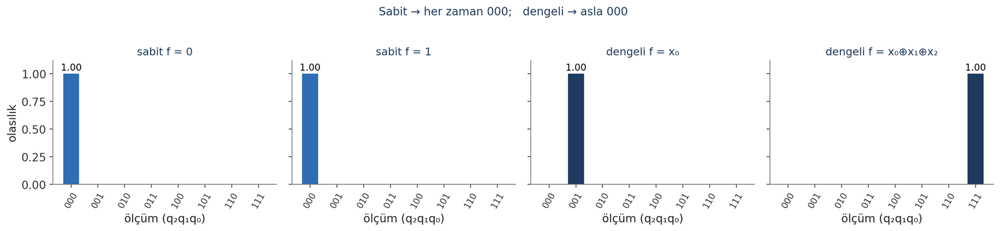 Sabit → her zaman 000;   dengeli → asla 000
sabit f = 0
sabit f = 1
dengeli f = x₀
dengeli f = x₀⊕x₁⊕x₂
1.00
1.00
1.00
1.00
olasılık
1.00
0.75
0.50
0.25
0.00
000 001 010 011 100 101 110 111
000 001 010 011 100 101 110 111
000 001 010 011 100 101 110 111
000 001 010 011 100 101 110 111
ölçüm (q₂q₁q₀)
ölçüm (q₂q₁q₀)
ölçüm (q₂q₁q₀)
ölçüm (q₂q₁q₀)